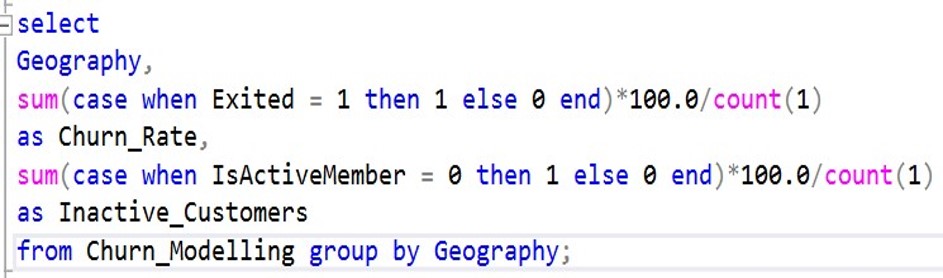 select
Geography,
sum(case when Exited = 1 then 1 else 0 end)*100.0/count(1)
as Churn_Rate,
sum(case when IsActiveMember = 0 then 1 else 0 end)*100.0/count(1)
as Inactive_Customers
from Churn_Modelling group by Geography;